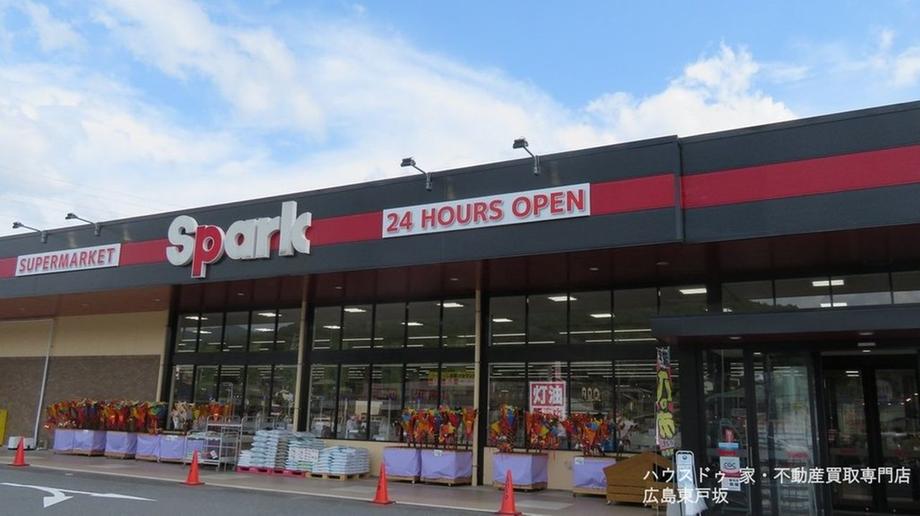 SUPERMARKET
Spark
24 HOURS OPEN
灯油
ハウスドゥ 家・不動産買取専門店
広島東戸坂